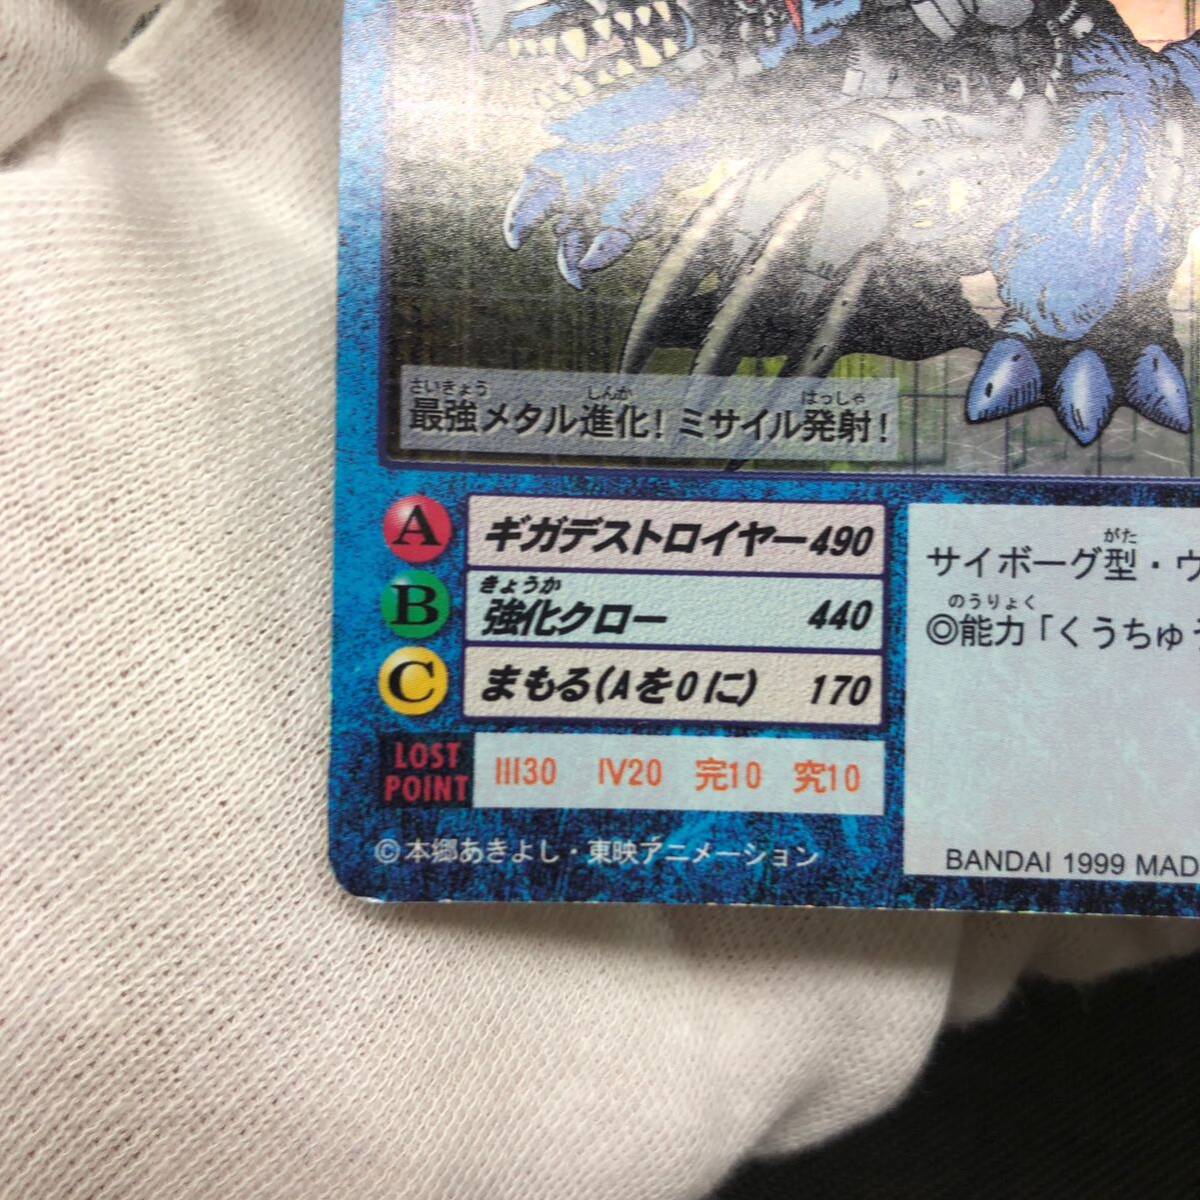 さいきょう しんか はっしゃ
最強メタル進化！ミサイル発射！
A ギガデストロイヤー490
きょうか
B 強化クロー 440
C まもる(Aを0に) 170
LOST POINT III30 IV20 完10 究10
©本郷あきよし・東映アニメーション
がた
サイボーグ型・ウ
のうりょく
◎能力「くうちゅう
BANDAI 1999 MAD